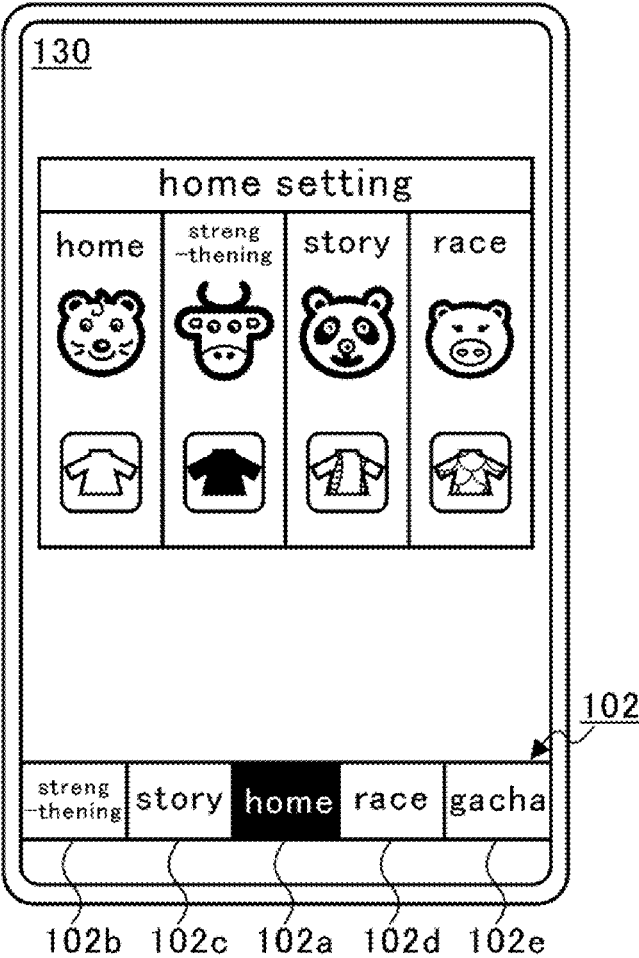 130
home setting
home
streng
-thening
story
race
102
streng
-thening
story
home
race
gacha
102b
102c
102a
102d
102e